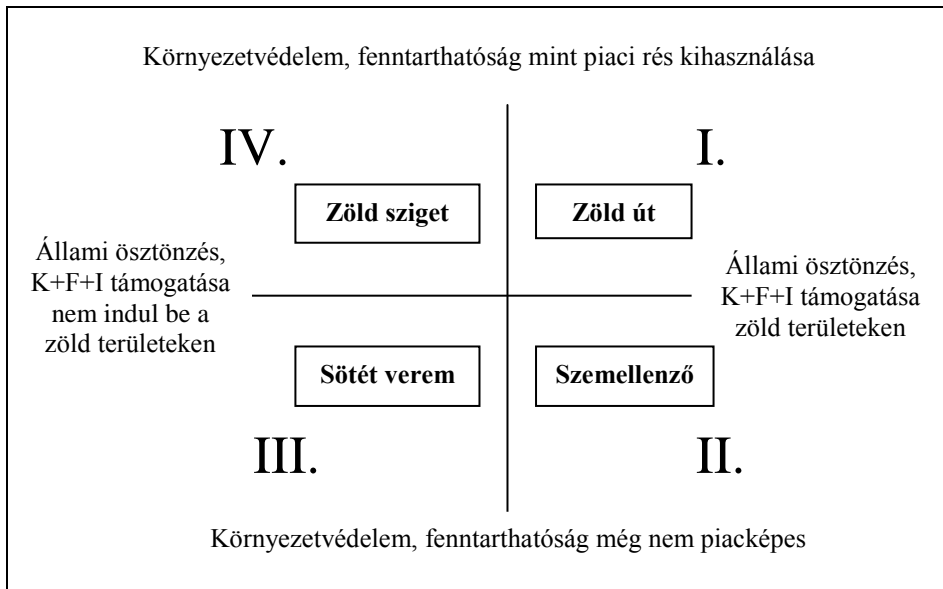 Környezetvédelem, fenntarthatóság mint piaci rés kihasználása
IV.
I.
Zöld sziget
Zöld út
Állami ösztönzés,
K+F+I támogatása
nem indul be a
zöld területeken
Állami ösztönzés,
K+F+I támogatása
zöld területeken
Sötét verem
Szemellenző
III.
II.
Környezetvédelem, fenntarthatóság még nem piacképes